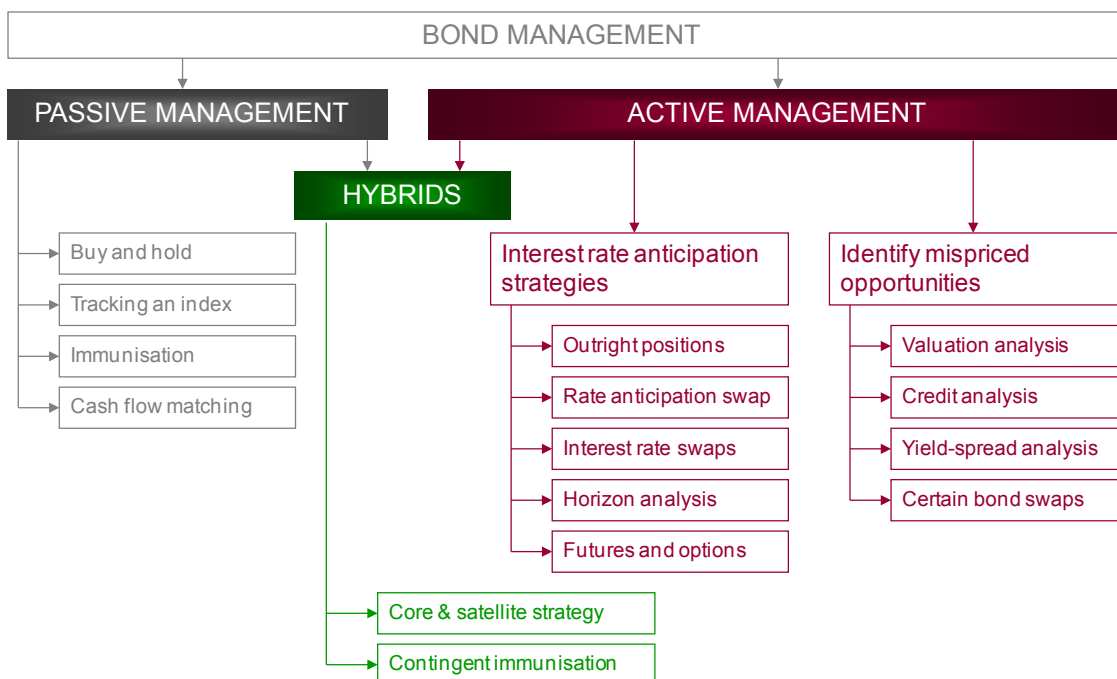 BOND MANAGEMENT
PASSIVE MANAGEMENT
ACTIVE MANAGEMENT
HYBRIDS
Buy and hold
Tracking an index
Immunisation
Cash flow matching
Interest rate anticipation
strategies
Outright positions
Rate anticipation swap
Interest rate swaps
Horizon analysis
Futures and options
Identify mispriced
opportunities
Valuation analysis
Credit analysis
Yield-spread analysis
Certain bond swaps
Core & satellite strategy
Contingent immunisation